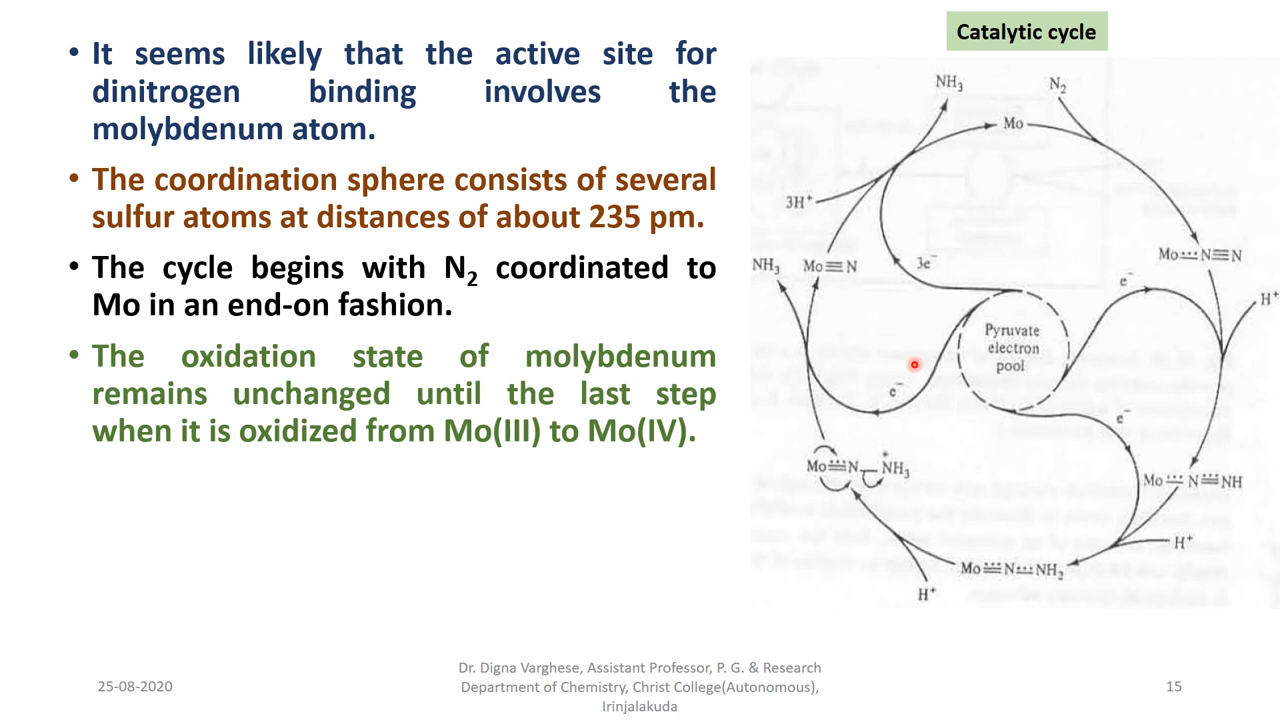 • It seems likely that the active site for
dinitrogen binding involves the
molybdenum atom.
• The coordination sphere consists of several
sulfur atoms at distances of about 235 pm.
• The cycle begins with N₂ coordinated to
Mo in an end-on fashion.
• The oxidation state of molybdenum
remains unchanged until the last step
when it is oxidized from Mo(III) to Mo(IV).
Catalytic cycle
NH₃
N₂
Mo
3H⁺
Mo⋯N≡N
NH₃
Mo≡N
3e⁻
e⁻
H⁺
Pyruvate
electron
pool
e⁻
e⁻
Mo≡N—N⁺H₃
Mo⋯N≡NH
H⁺
Mo≡N⋯NH₂
H⁺
25-08-2020
Dr. Digna Varghese, Assistant Professor, P. G. & Research
Department of Chemistry, Christ College(Autonomous),
Irinjalakuda
15